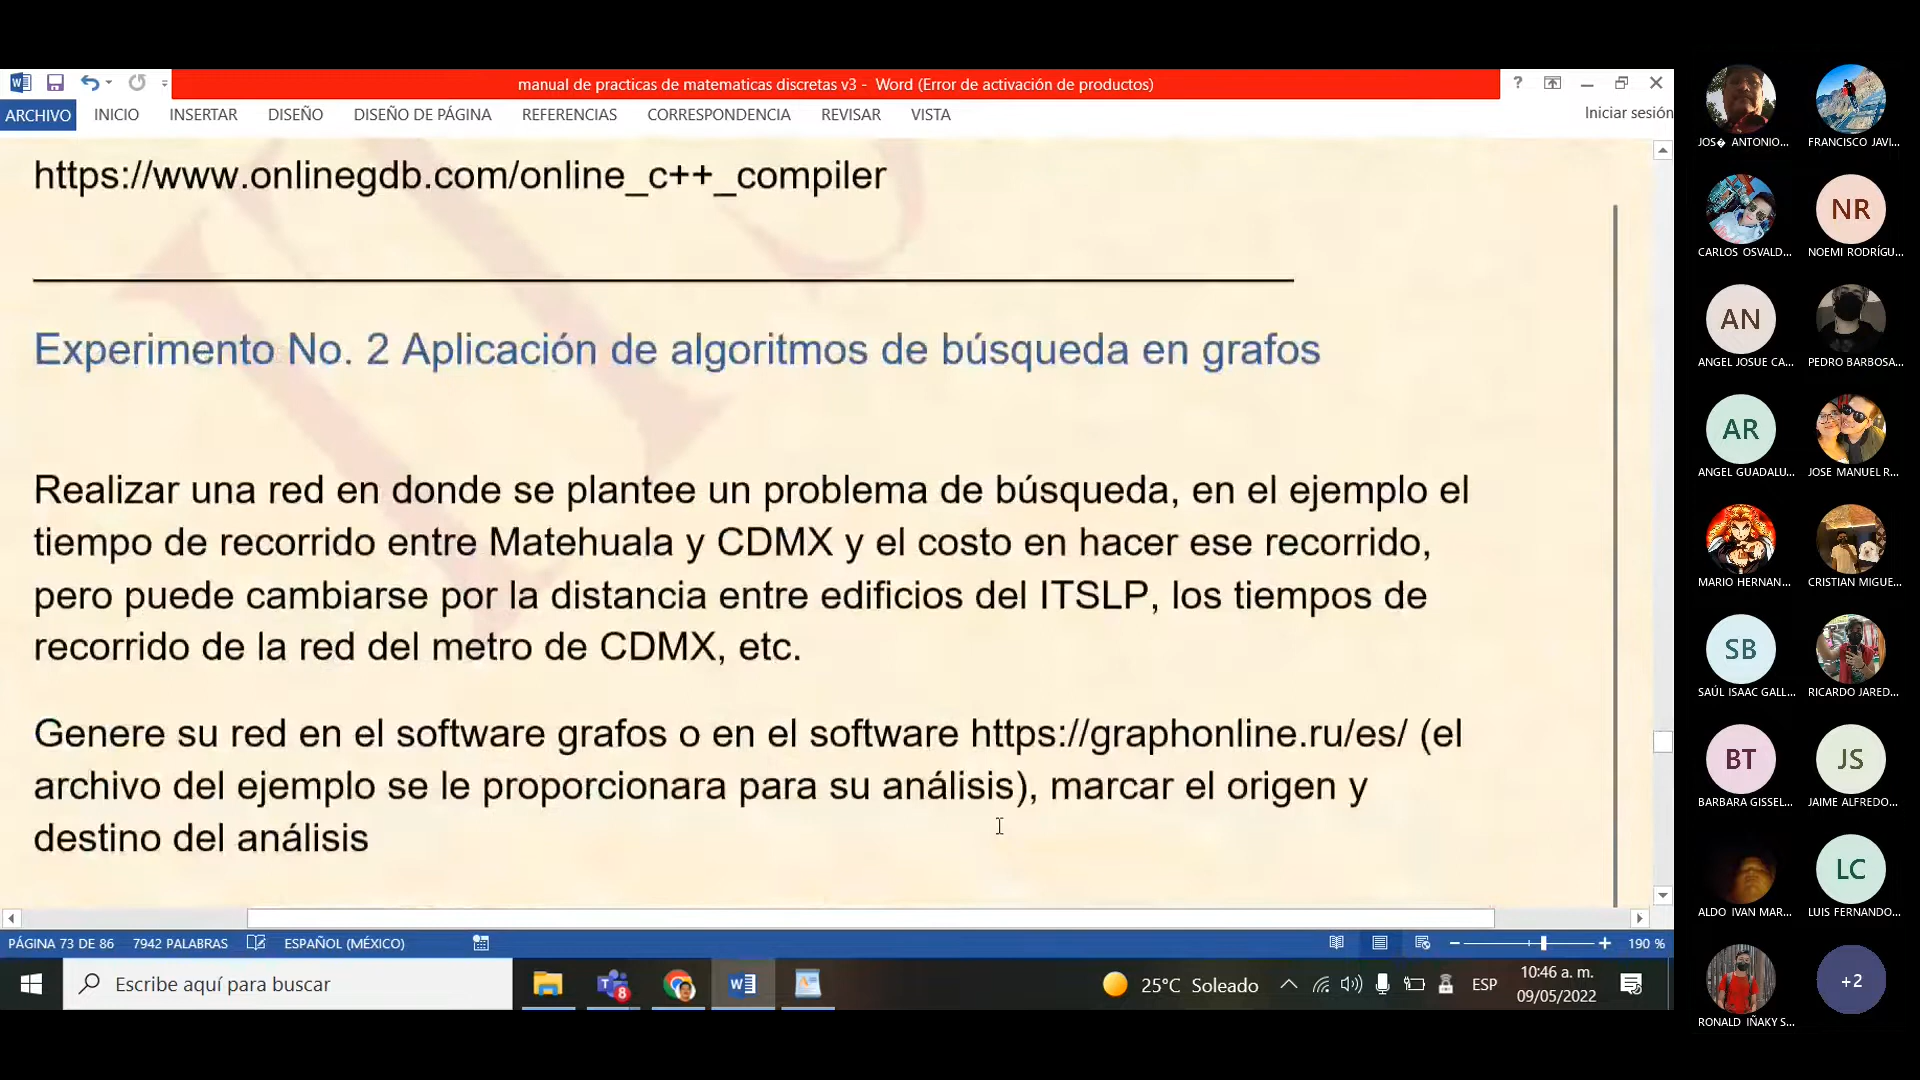 manual de practicas de matematicas discretas v3 - Word (Error de activación de productos)
?
ARCHIVO INICIO INSERTAR DISEÑO DISEÑO DE PÁGINA REFERENCIAS CORRESPONDENCIA REVISAR VISTA
Iniciar sesión
https://www.onlinegdb.com/online_c++_compiler
Experimento No. 2 Aplicación de algoritmos de búsqueda en grafos
Realizar una red en donde se plantee un problema de búsqueda, en el ejemplo el
tiempo de recorrido entre Matehuala y CDMX y el costo en hacer ese recorrido,
pero puede cambiarse por la distancia entre edificios del ITSLP, los tiempos de
recorrido de la red del metro de CDMX, etc.
Genere su red en el software grafos o en el software https://graphonline.ru/es/ (el
archivo del ejemplo se le proporcionara para su análisis), marcar el origen y
destino del análisis
PÁGINA 73 DE 86 7942 PALABRAS ESPAÑOL (MÉXICO) 190 %
Escribe aquí para buscar
8
25°C Soleado
ESP
10:46 a. m.
09/05/2022
JOS� ANTONIO...
FRANCISCO JAVI...
CARLOS OSVALD...
NR
NOEMI RODRÍGU...
AN
ANGEL JOSUE CA...
PEDRO BARBOSA...
AR
ANGEL GUADALU...
JOSE MANUEL R...
MARIO HERNAN...
CRISTIAN MIGUE...
SB
SAÚL ISAAC GALL...
RICARDO JARED...
BT
BARBARA GISSEL...
JS
JAIME ALFREDO...
ALDO IVAN MAR...
LC
LUIS FERNANDO...
RONALD IÑAKY S...
+2